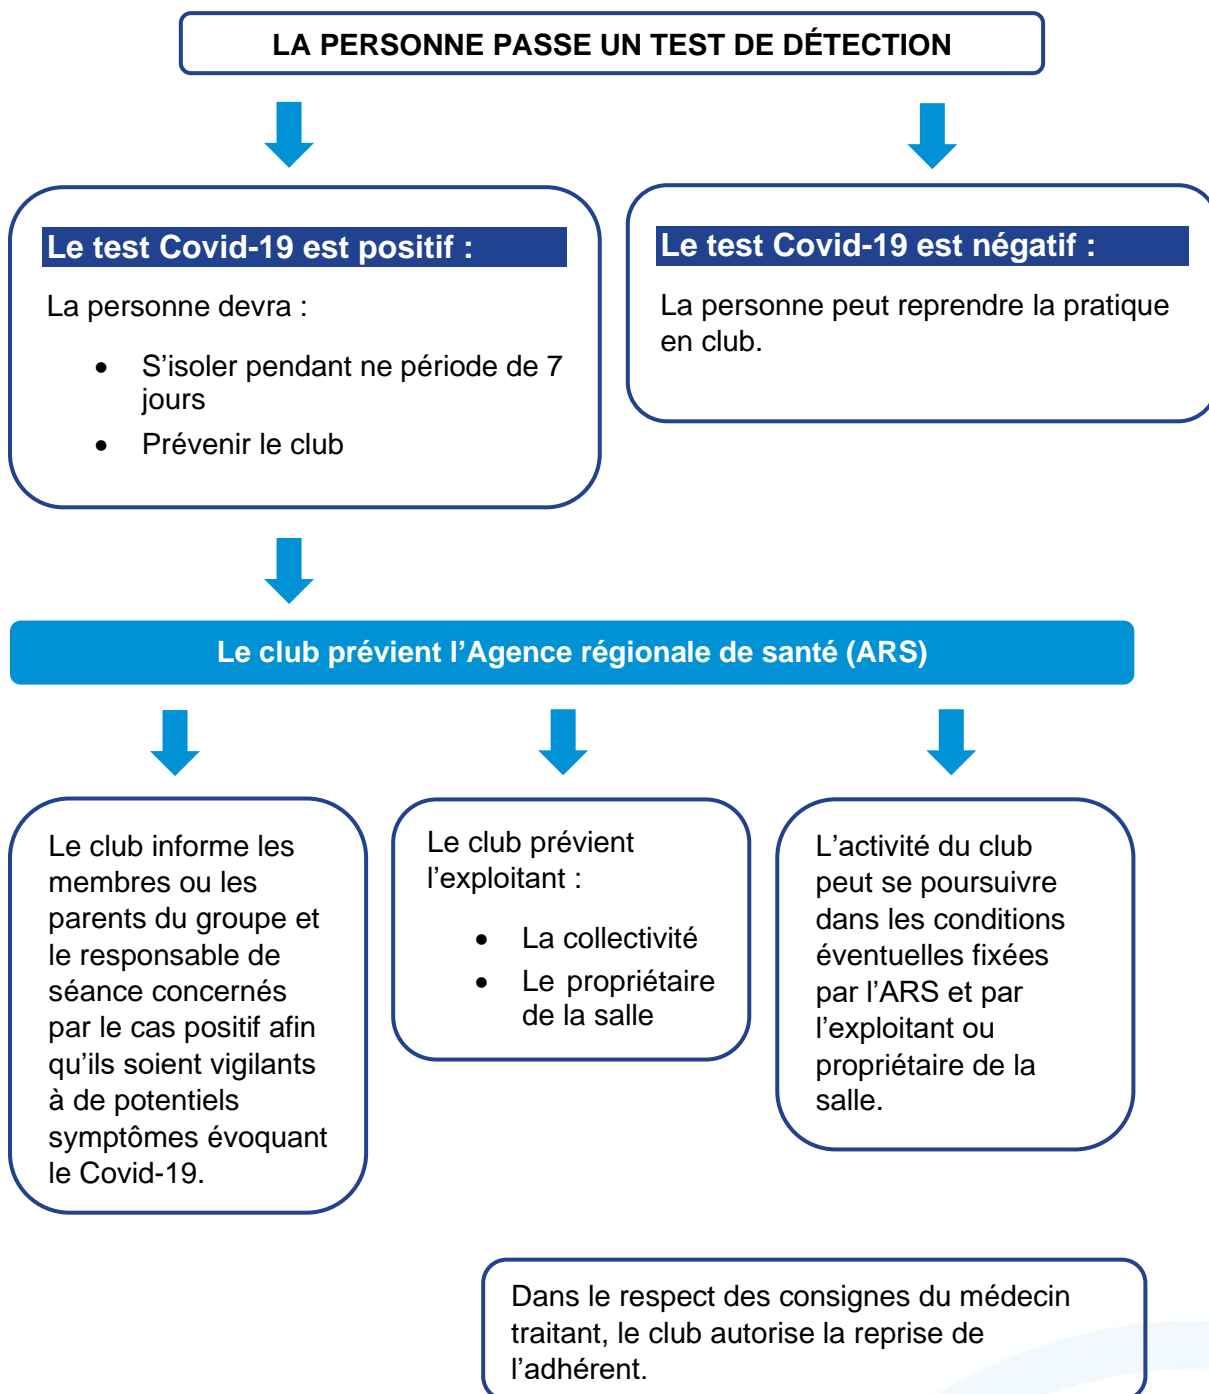 LA PERSONNE PASSE UN TEST DE DÉTECTION
Le test Covid-19 est positif :
La personne devra :
• S’isoler pendant ne période de 7
jours
• Prévenir le club
Le test Covid-19 est négatif :
La personne peut reprendre la pratique
en club.
Le club prévient l’Agence régionale de santé (ARS)
Le club informe les
membres ou les
parents du groupe et
le responsable de
séance concernés
par le cas positif afin
qu’ils soient vigilants
à de potentiels
symptômes évoquant
le Covid-19.
Le club prévient
l’exploitant :
• La collectivité
• Le propriétaire
de la salle
L’activité du club
peut se poursuivre
dans les conditions
éventuelles fixées
par l’ARS et par
l’exploitant ou
propriétaire de la
salle.
Dans le respect des consignes du médecin
traitant, le club autorise la reprise de
l’adhérent.